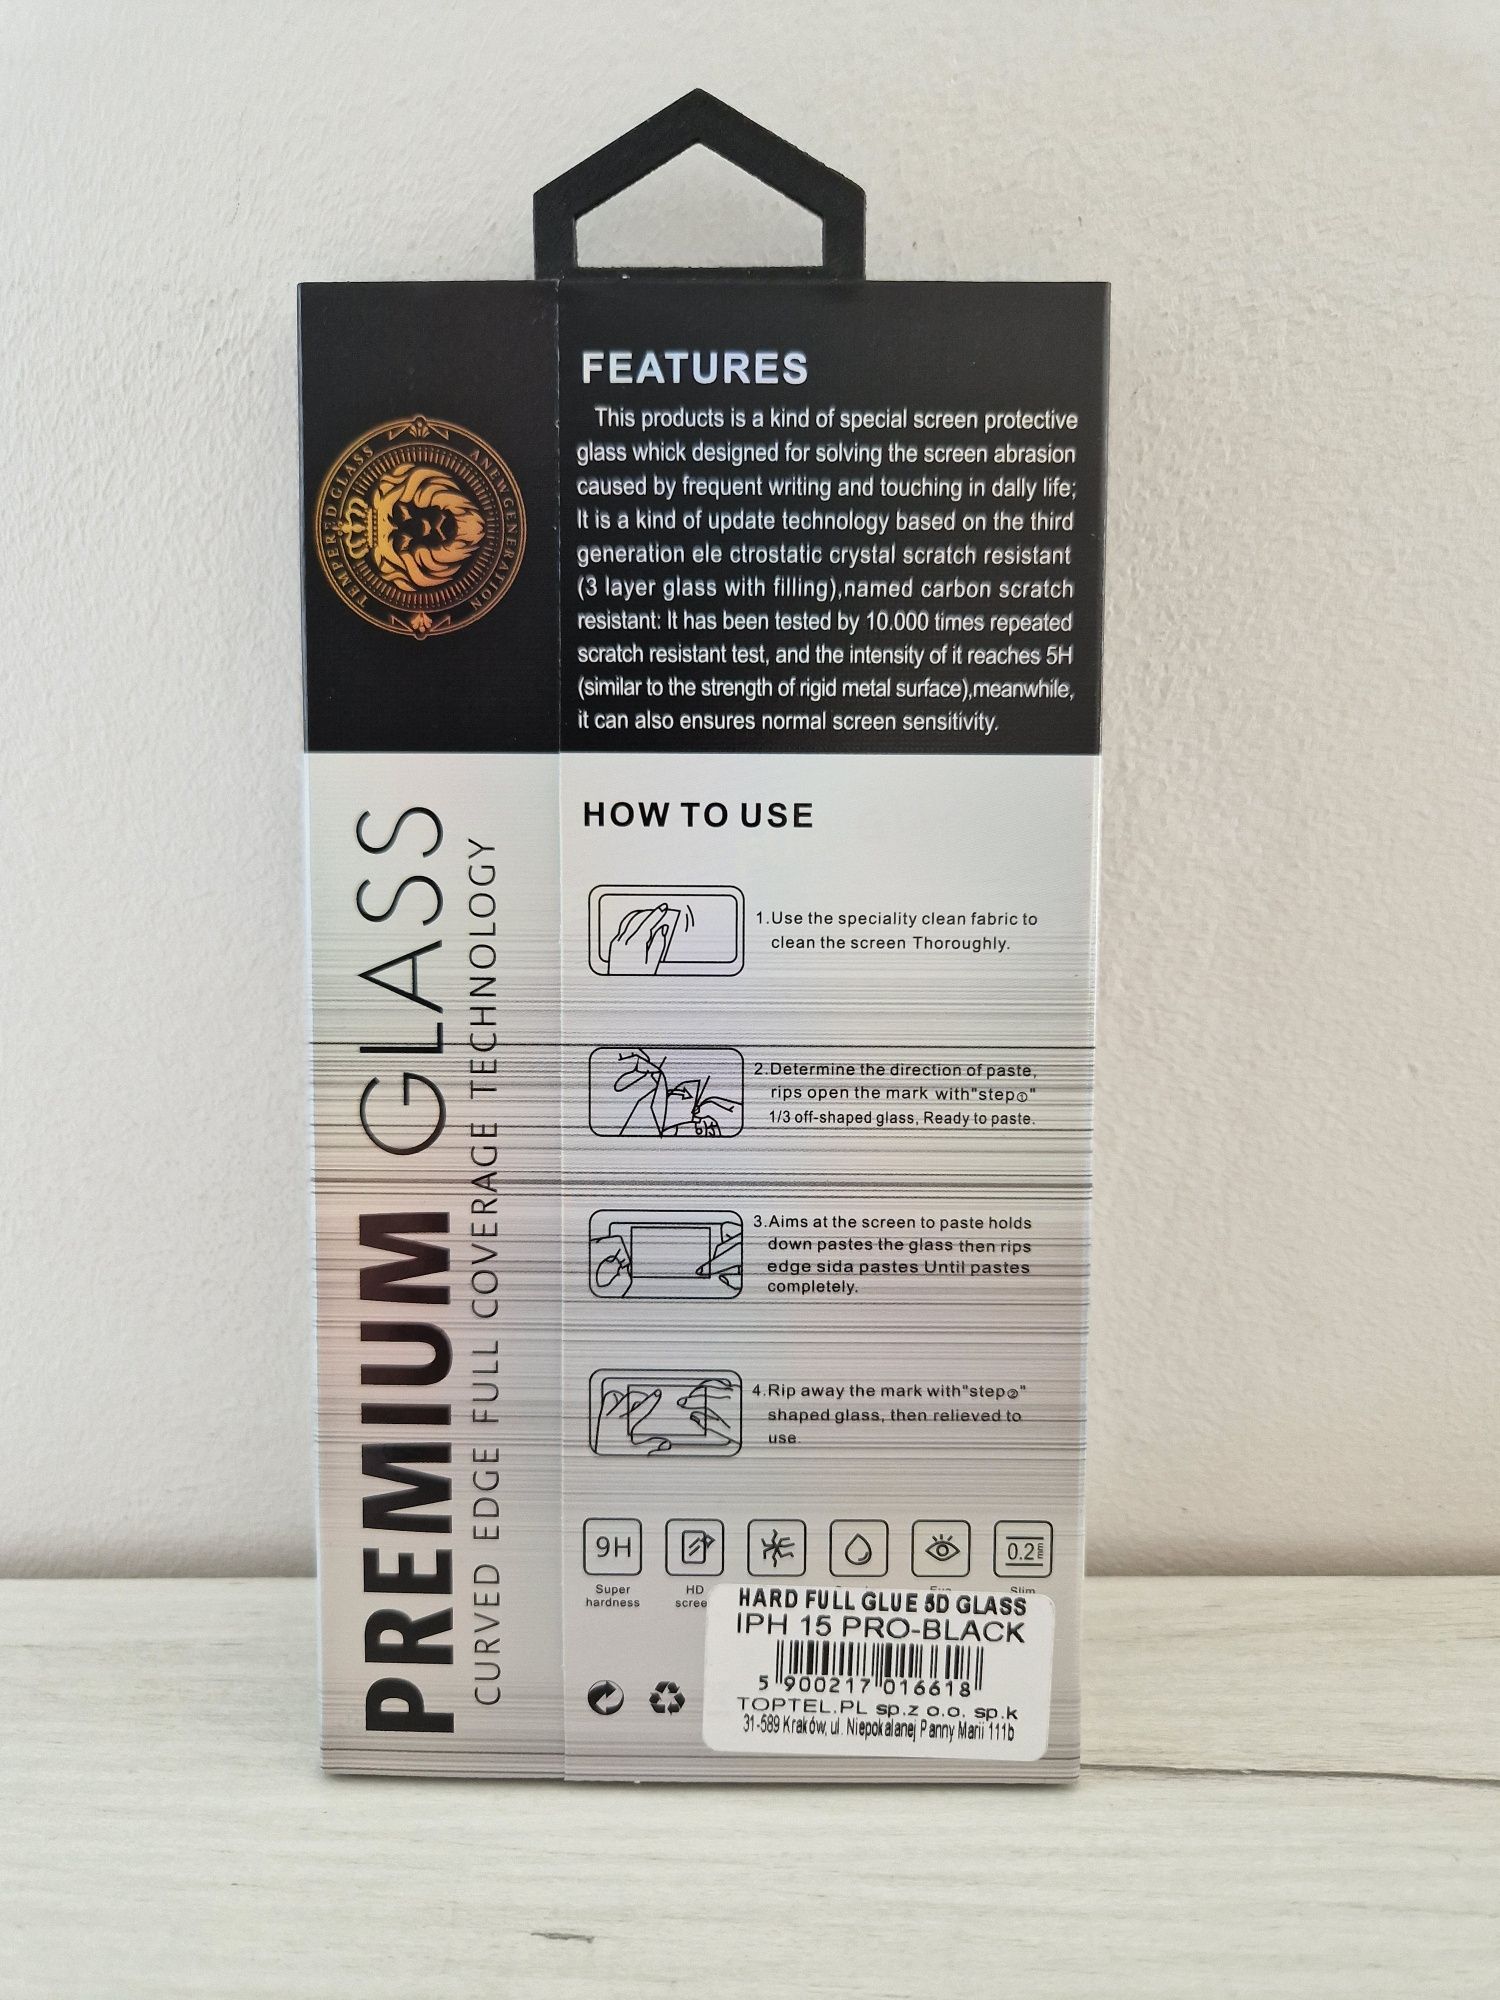 TEMPERED GLASS
A NEW GENERATION
PREMIUM GLASS
CURVED EDGE FULL COVERAGE TECHNOLOGY
FEATURES
This products is a kind of special screen protective
glass whick designed for solving the screen abrasion
caused by frequent writing and touching in dally life;
It is a kind of update technology based on the third
generation ele ctrostatic crystal scratch resistant
(3 layer glass with filling),named carbon scratch
resistant: It has been tested by 10.000 times repeated
scratch resistant test, and the intensity of it reaches 5H
(similar to the strength of rigid metal surface),meanwhile,
it can also ensures normal screen sensitivity.
HOW TO USE
1.Use the speciality clean fabric to
clean the screen Thoroughly.
2.Determine the direction of paste,
rips open the mark with"step①"
1/3 off-shaped glass, Ready to paste.
3.Aims at the screen to paste holds
down pastes the glass then rips
edge sida pastes Until pastes
completely.
4.Rip away the mark with"step②"
shaped glass, then relieved to
use.
9H
0.2mm
Super
hardness
HD
Slim
HARD FULL GLUE 5D GLASS
IPH 15 PRO-BLACK
5 900217 016618
TOPTEL.PL sp.z o.o. sp.k
31-589 Kraków, ul. Niepokalanej Panny Marii 111b